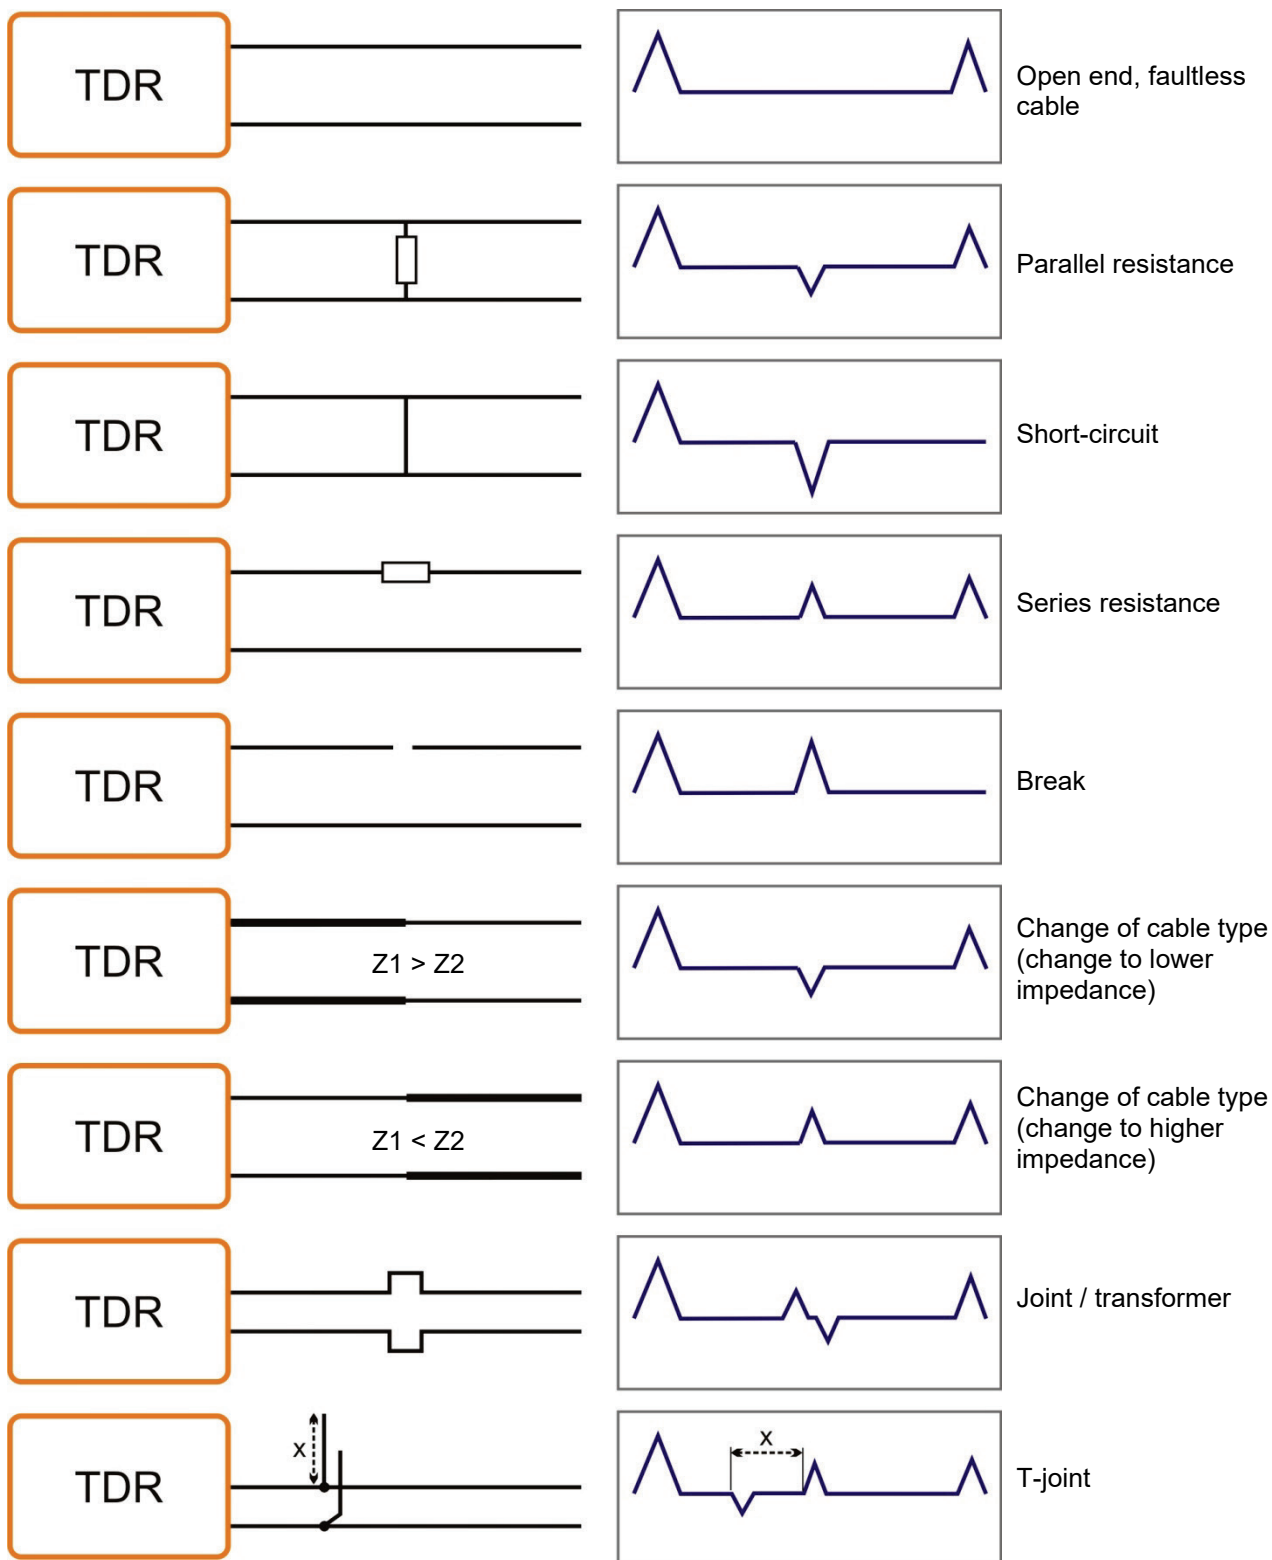 TDR
Open end, faultless
cable
TDR
Parallel resistance
TDR
Short-circuit
TDR
Series resistance
TDR
Break
TDR
Z1 > Z2
Change of cable type
(change to lower
impedance)
TDR
Z1 < Z2
Change of cable type
(change to higher
impedance)
TDR
Joint / transformer
TDR
x
x
T-joint